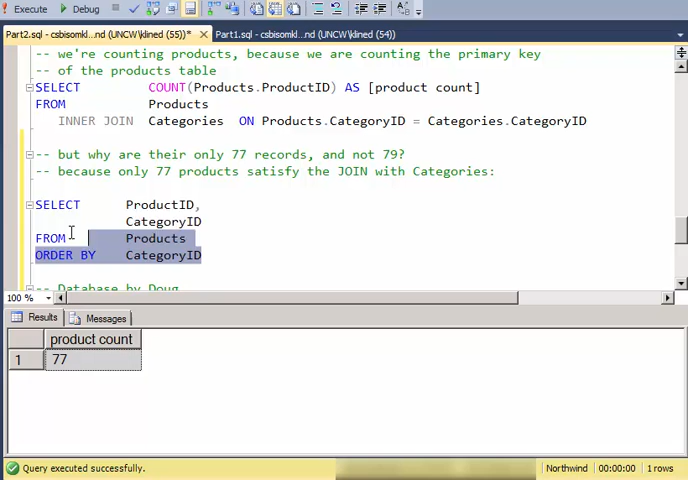 Execute Debug
Part2.sql - csbisomkl...nd (UNCW\klined (55))* Part1.sql - csbisomkl...nd (UNCW\klined (54))
-- we're counting products, because we are counting the primary key
-- of the products table
SELECT COUNT(Products.ProductID) AS [product count]
FROM Products
INNER JOIN Categories ON Products.CategoryID = Categories.CategoryID
-- but why are their only 77 records, and not 79?
-- because only 77 products satisfy the JOIN with Categories:
SELECT ProductID,
CategoryID
FROM Products
ORDER BY CategoryID
-- Database by Doug
100 %
Results Messages
product count
1 77
Query executed successfully. Northwind 00:00:00 1 rows